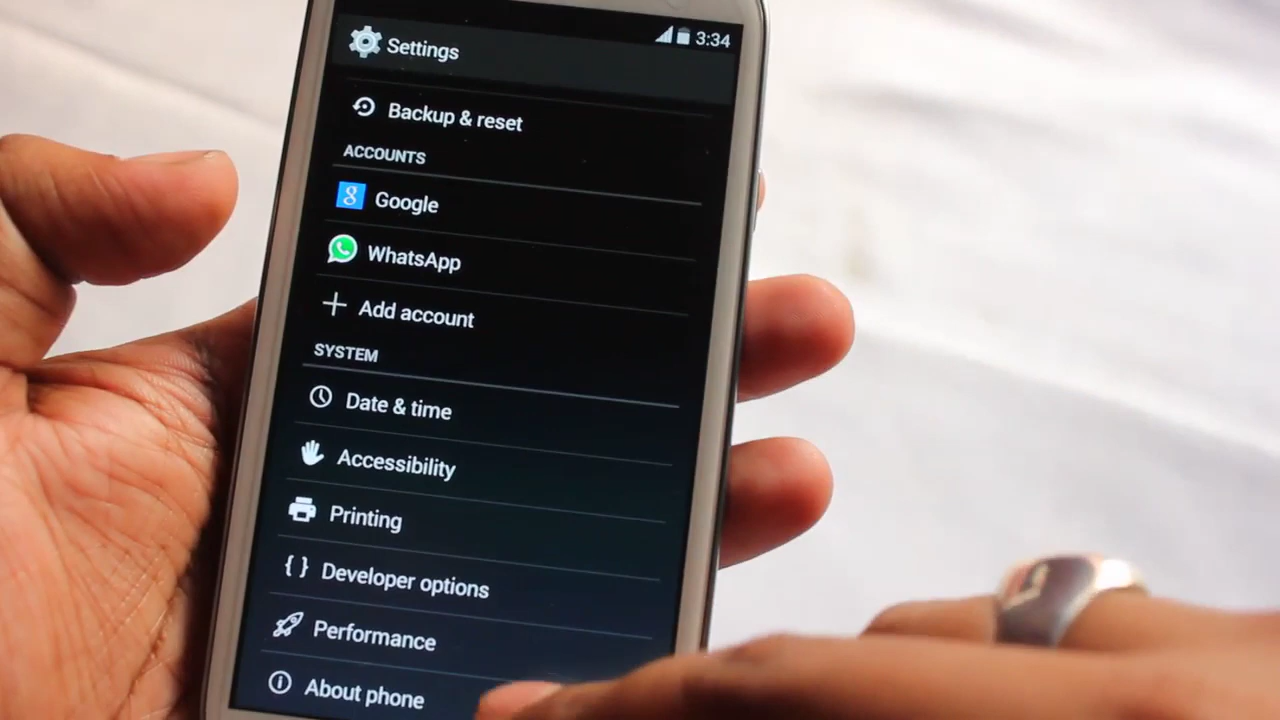 3:34
Settings
Backup & reset
ACCOUNTS
8 Google
WhatsApp
Add account
SYSTEM
Date & time
Accessibility
Printing
{ } Developer options
Performance
About phone